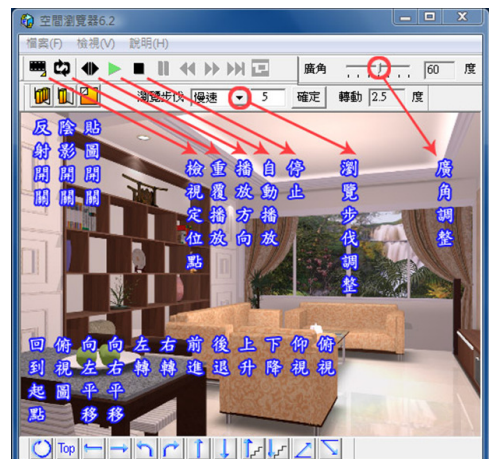 空間瀏覽器6.2
檔案(F) 檢視(V) 說明(H)
廣角 60 度
瀏覽步伐 慢速 5 確定 轉動 2.5 度
反射開關
陰影開關
貼圖開關
檢視定位點
重覆播放
播放方向
自動播放
停止
瀏覽步伐調整
廣角調整
回到起點
俯視圖
向左平移
向右平移
左轉
右轉
前進
後退
上升
下降
仰視
俯視
Top